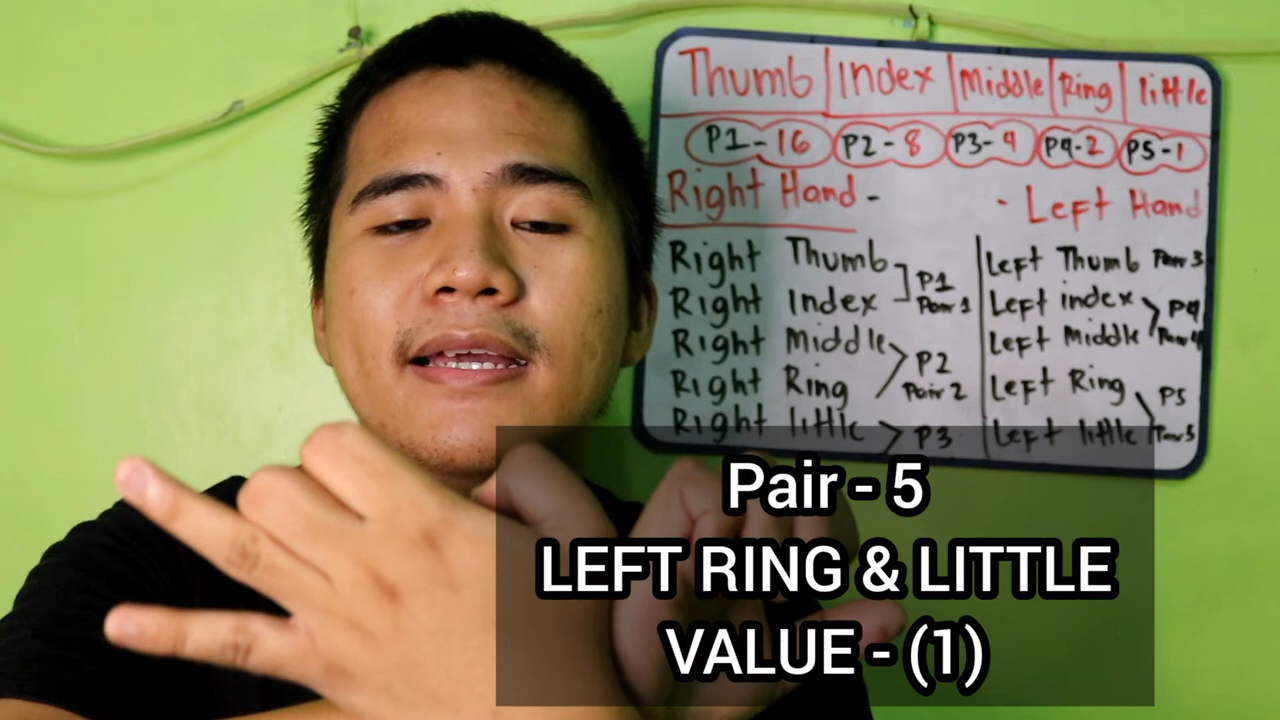 Thumb | Index | Middle | Ring | little
P1-16 P2-8 P3-4 P4-2 P5-1
Right Hand - - Left Hand
Right Thumb P1 Left Thumb Pair 3
Right Index Pair 1 Left index P4
Right Middle Left Middle Pair 4
P2
Right Ring Pair 2 Left Ring P5
Right little P3 Left little Pair 5
Pair - 5
LEFT RING & LITTLE
VALUE - (1)